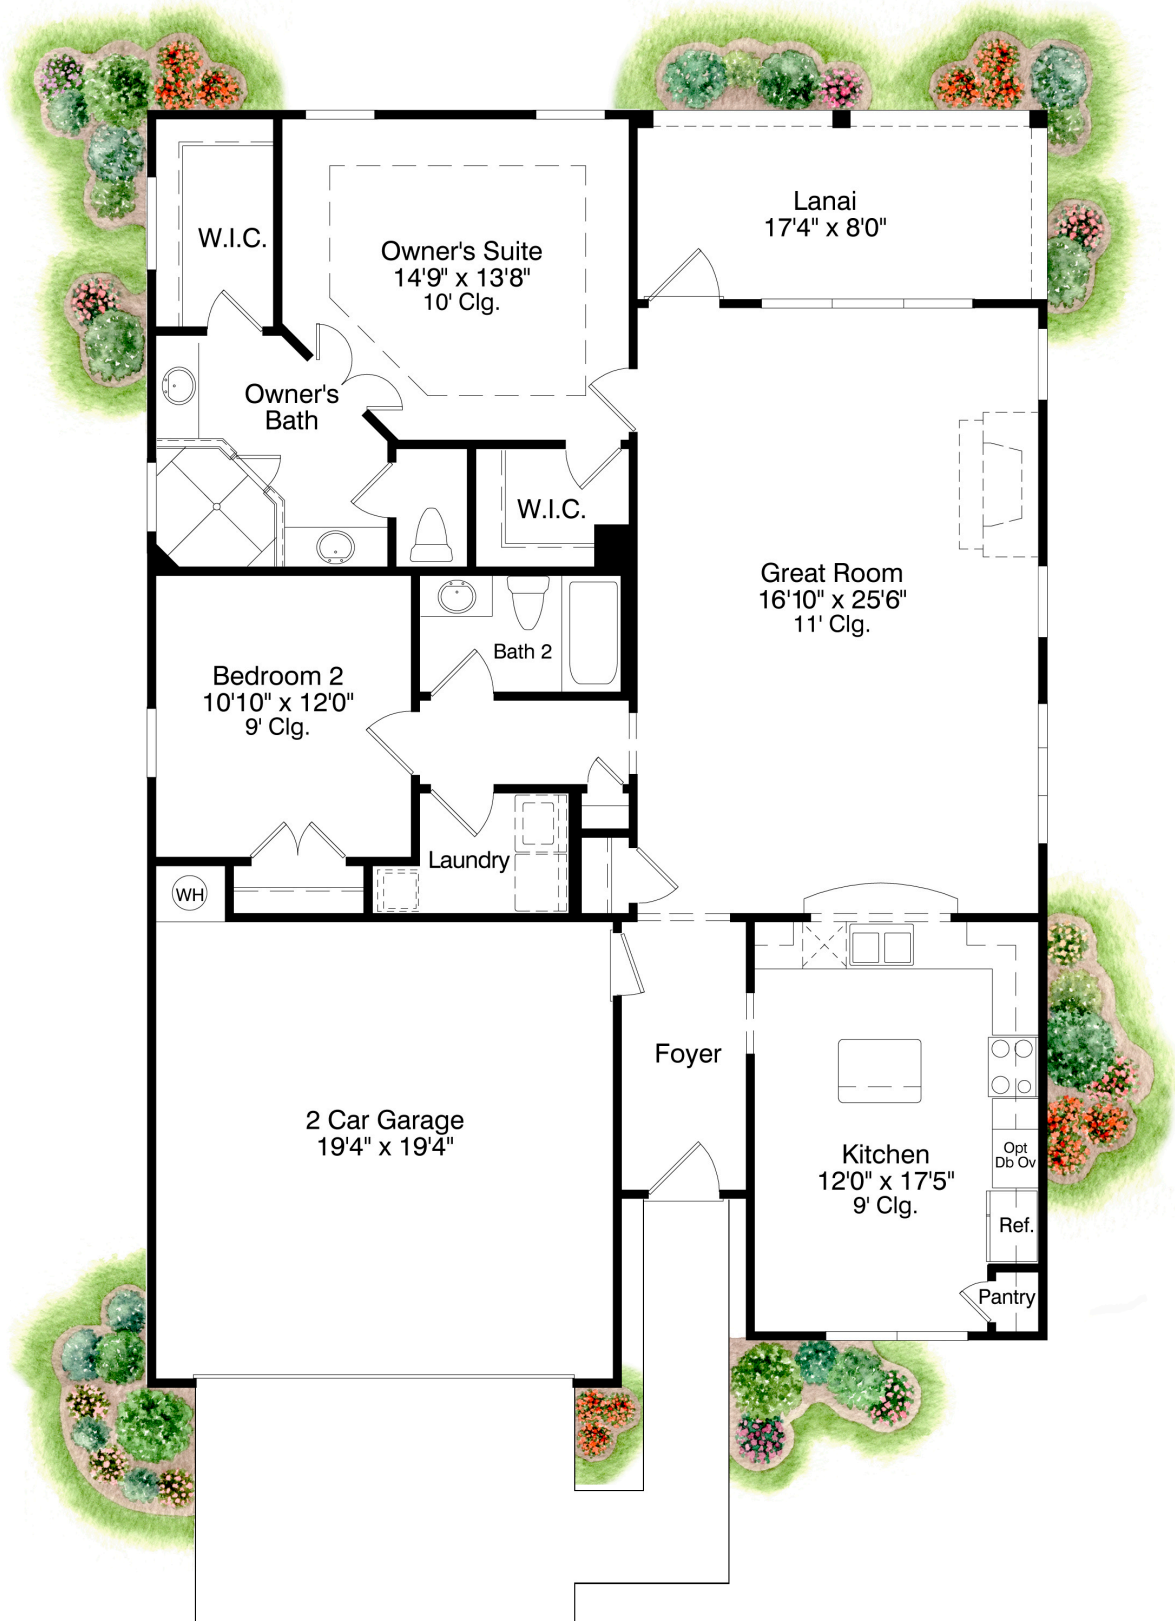 Lanai
17'4" x 8'0"
W.I.C.
Owner's Suite
14'9" x 13'8"
10' Clg.
Owner's
Bath
W.I.C.
Great Room
16'10" x 25'6"
11' Clg.
Bath 2
Bedroom 2
10'10" x 12'0"
9' Clg.
Laundry
WH
Foyer
2 Car Garage
19'4" x 19'4"
Kitchen
12'0" x 17'5"
9' Clg.
Opt
Db Ov
Ref.
Pantry